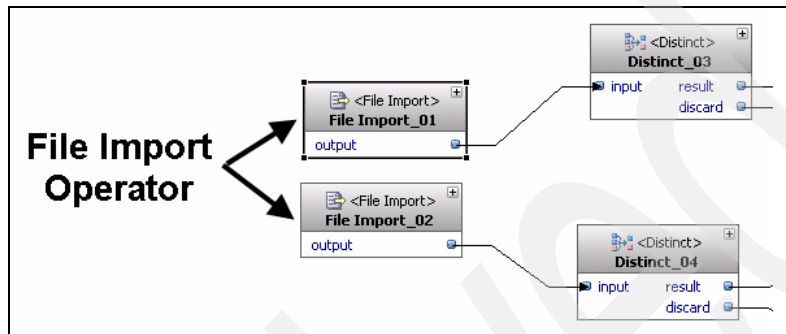 <Distinct>
Distinct_03
input result
discard
<File Import>
File Import_01
output
File Import
Operator
<File Import>
File Import_02
output
<Distinct>
Distinct_04
input result
discard